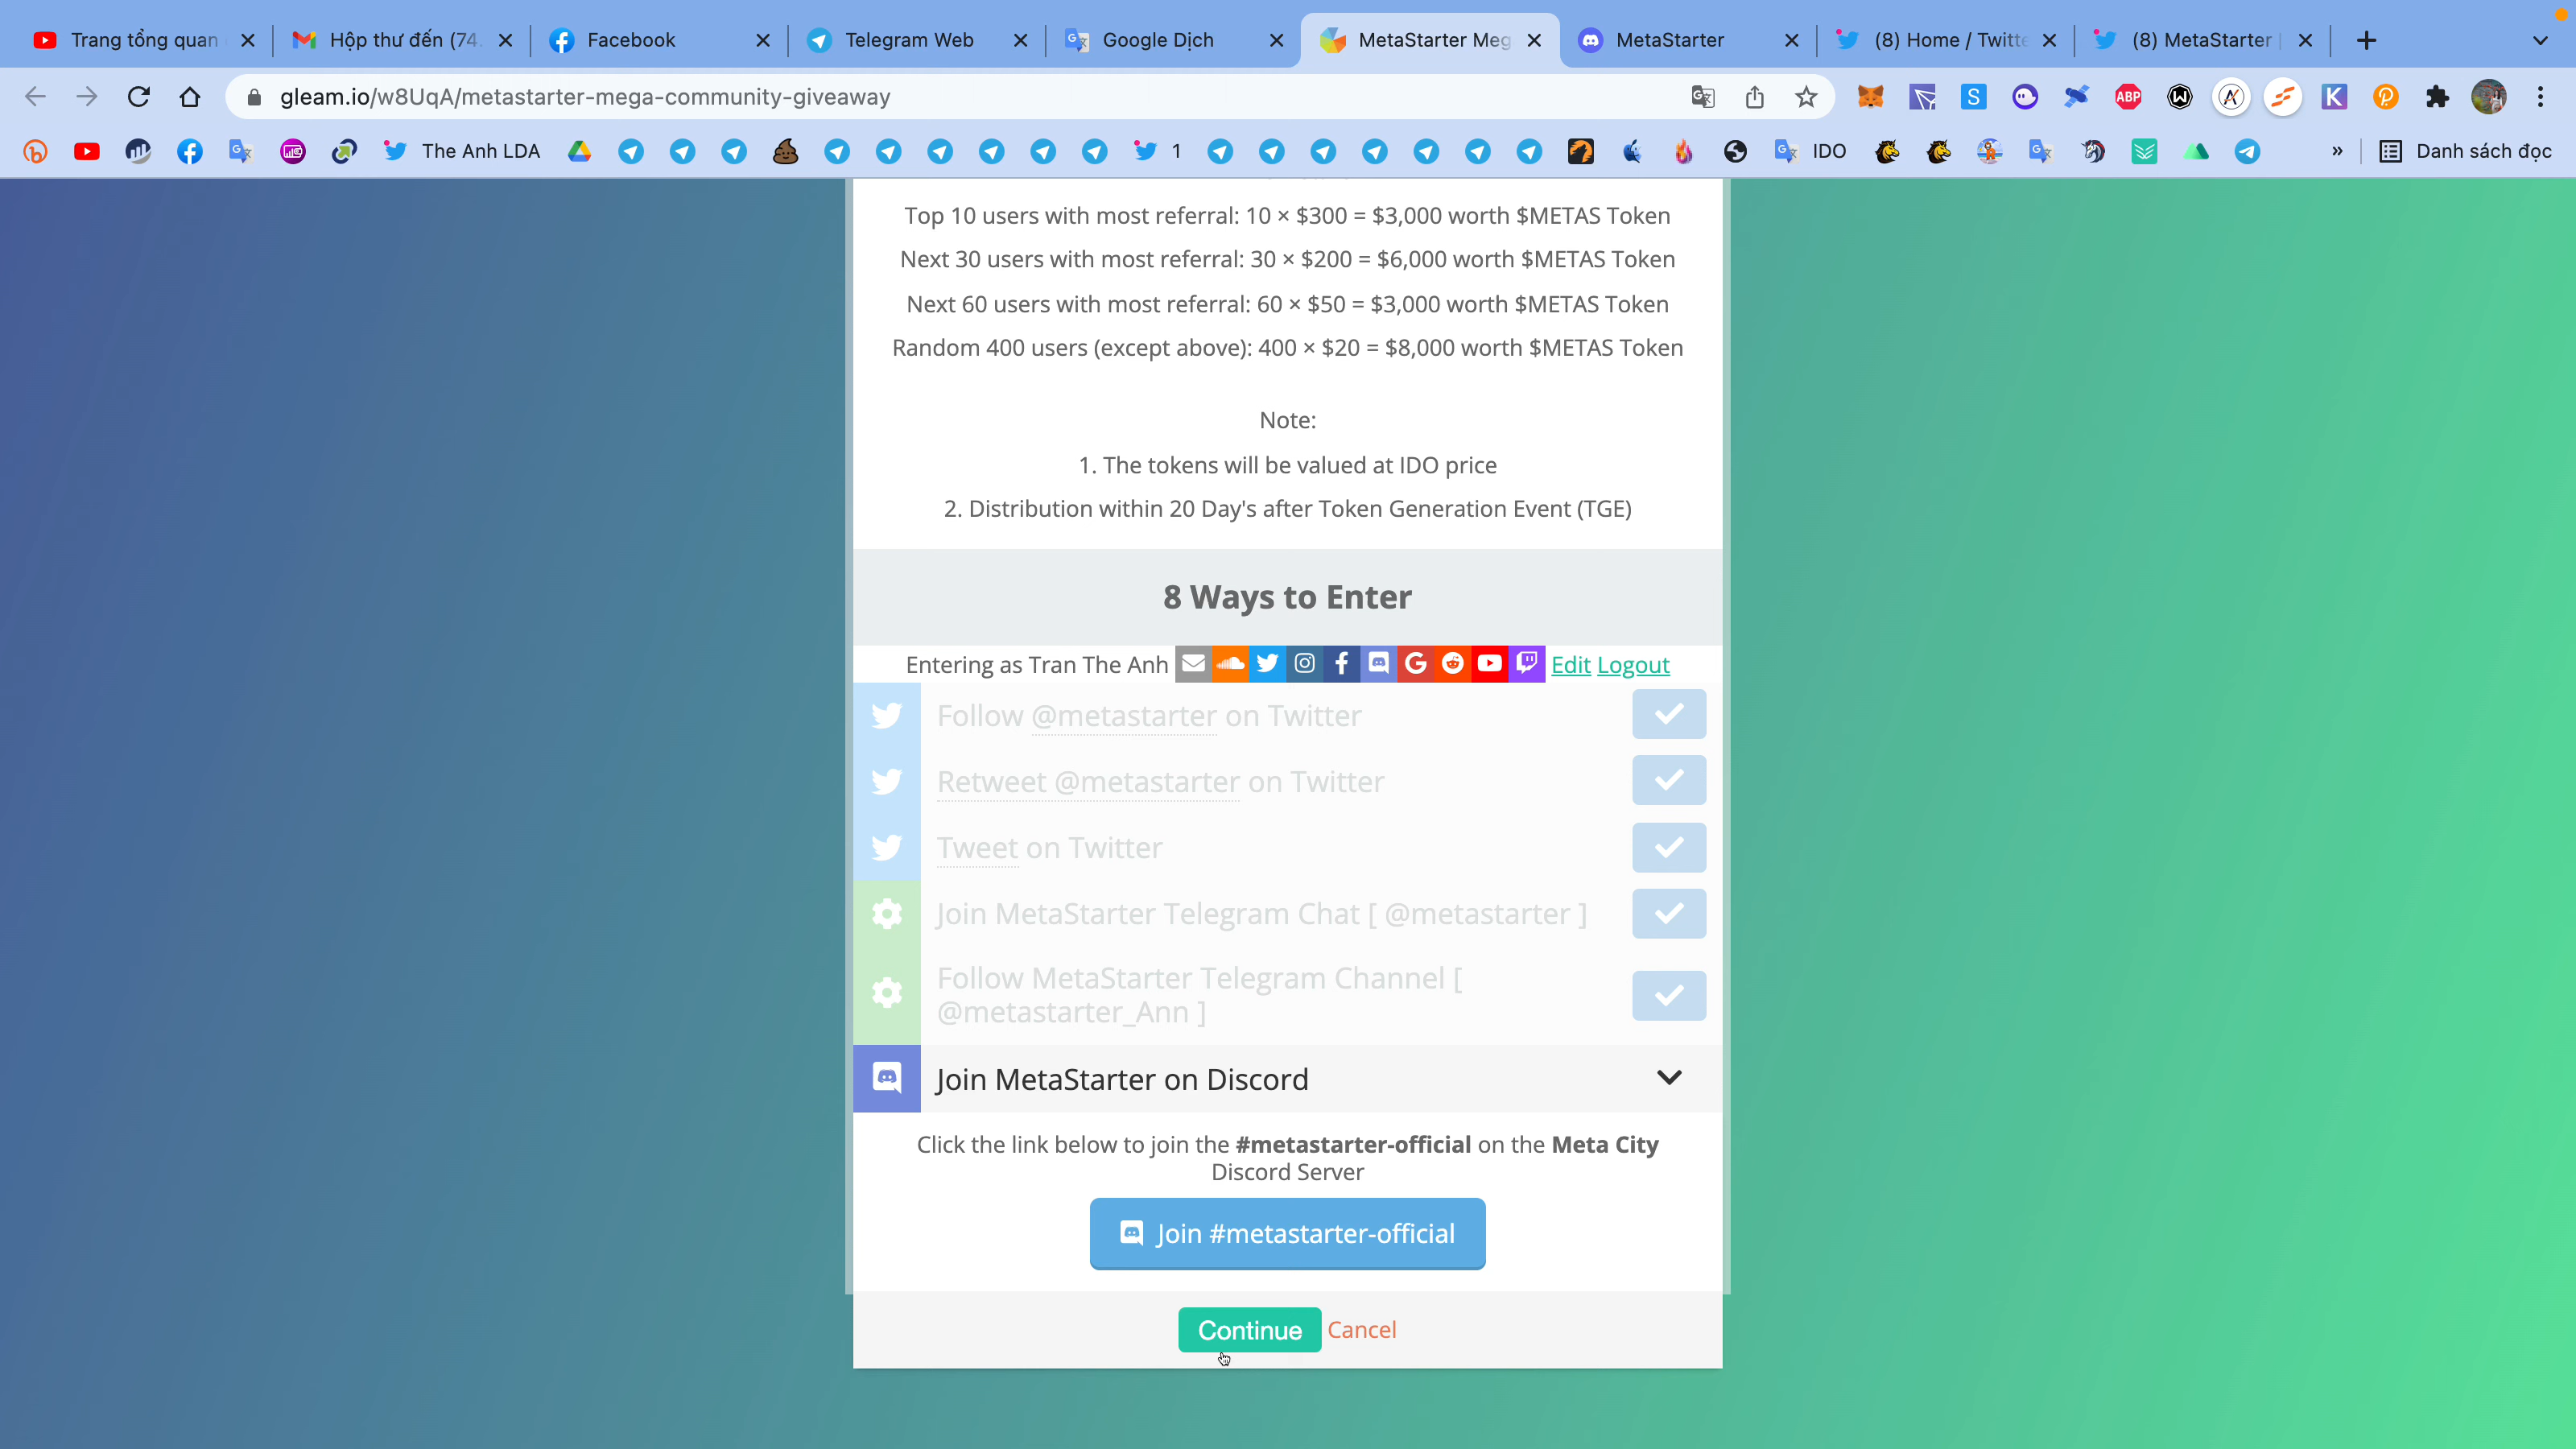 Trang tổng quan
Hộp thư đến (74
Facebook
Telegram Web
Google Dịch
MetaStarter Meg
MetaStarter
(8) Home / Twitte
(8) MetaStarter |
gleam.io/w8UqA/metastarter-mega-community-giveaway
ABP
The Anh LDA
1
IDO
»
Danh sách đọc
Top 10 users with most referral: 10 × $300 = $3,000 worth $METAS Token
Next 30 users with most referral: 30 × $200 = $6,000 worth $METAS Token
Next 60 users with most referral: 60 × $50 = $3,000 worth $METAS Token
Random 400 users (except above): 400 × $20 = $8,000 worth $METAS Token
Note:
1. The tokens will be valued at IDO price
2. Distribution within 20 Day's after Token Generation Event (TGE)
8 Ways to Enter
Entering as Tran The Anh Edit Logout
Follow @metastarter on Twitter
Retweet @metastarter on Twitter
Tweet on Twitter
Join MetaStarter Telegram Chat [ @metastarter ]
Follow MetaStarter Telegram Channel [
@metastarter_Ann ]
Join MetaStarter on Discord
Click the link below to join the #metastarter-official on the Meta City
Discord Server
Join #metastarter-official
Continue Cancel